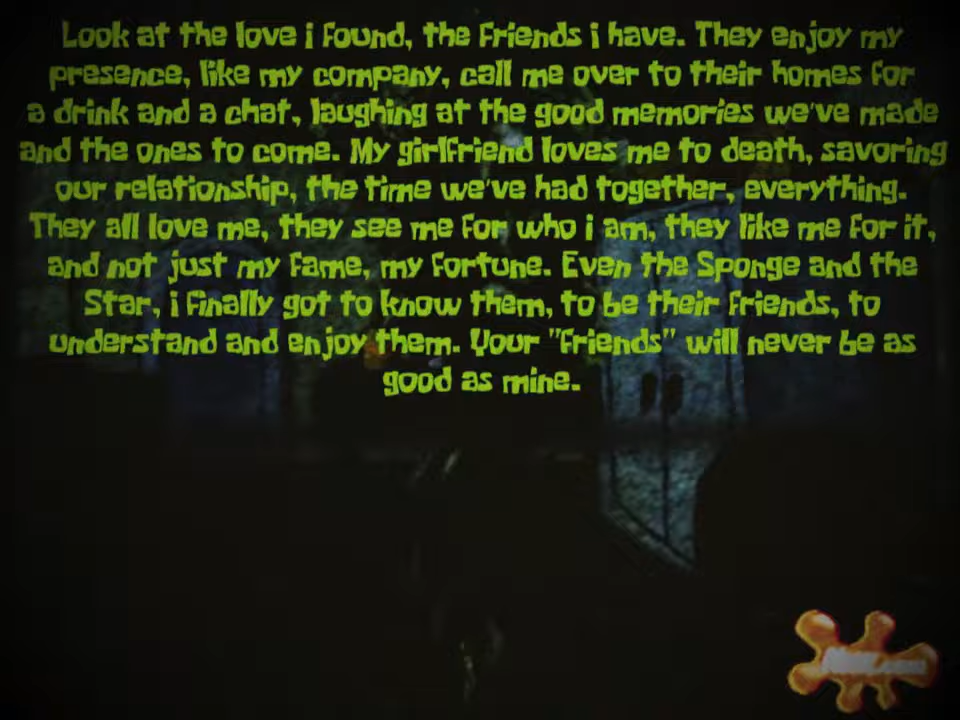 Look at the love i found, the friends i have. They enjoy my
presence, like my company, call me over to their homes for
a drink and a chat, laughing at the good memories we've made
and the ones to come. My girlfriend loves me to death, savoring
our relationship, the time we've had together, everything.
They all love me, they see me for who i am, they like me for it,
and not just my fame, my fortune. Even the Sponge and the
Star, i finally got to know them, to be their friends, to
understand and enjoy them. Your "friends" will never be as
good as mine.